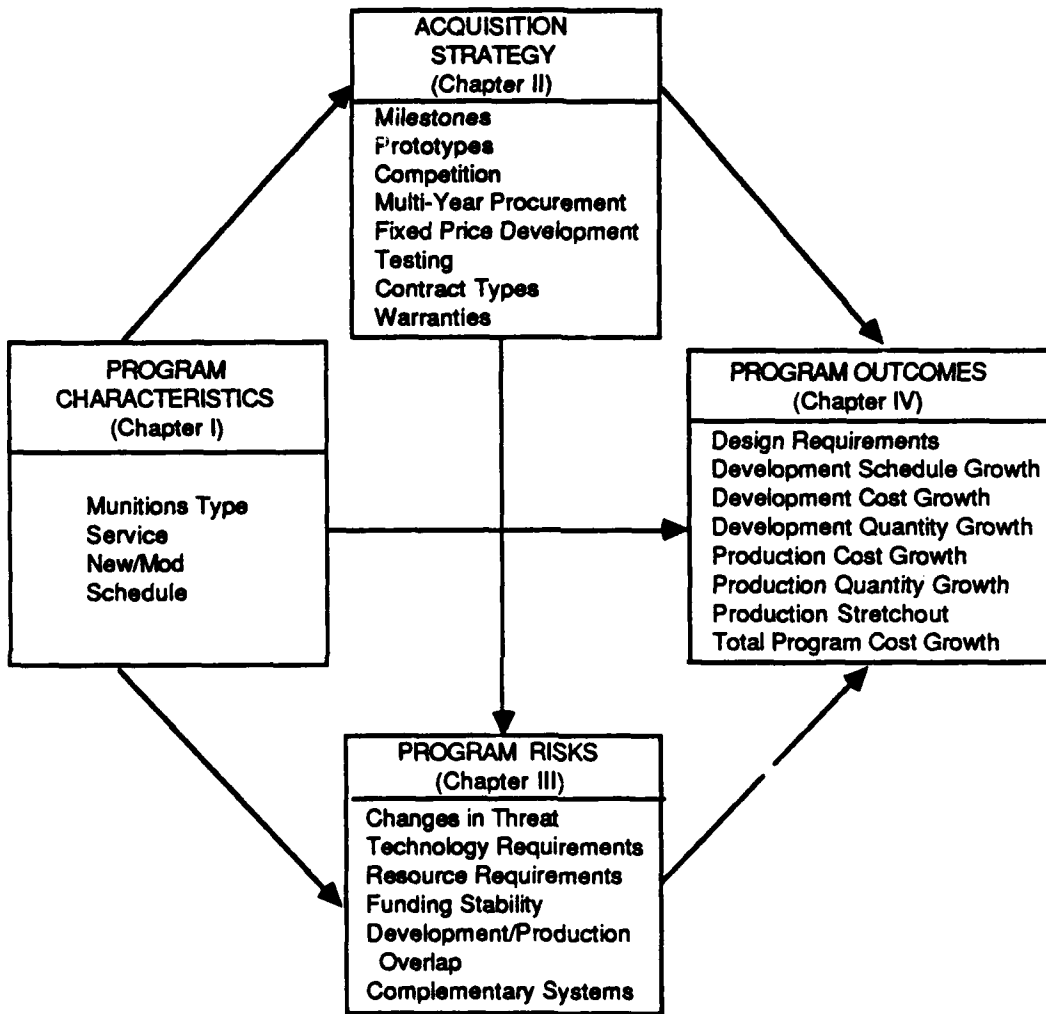 ACQUISITION
STRATEGY
(Chapter II)
Milestones
Prototypes
Competition
Multi-Year Procurement
Fixed Price Development
Testing
Contract Types
Warranties
PROGRAM
CHARACTERISTICS
(Chapter I)
Munitions Type
Service
New/Mod
Schedule
PROGRAM OUTCOMES
(Chapter IV)
Design Requirements
Development Schedule Growth
Development Cost Growth
Development Quantity Growth
Production Cost Growth
Production Quantity Growth
Production Stretchout
Total Program Cost Growth
PROGRAM RISKS
(Chapter III)
Changes in Threat
Technology Requirements
Resource Requirements
Funding Stability
Development/Production
Overlap
Complementary Systems